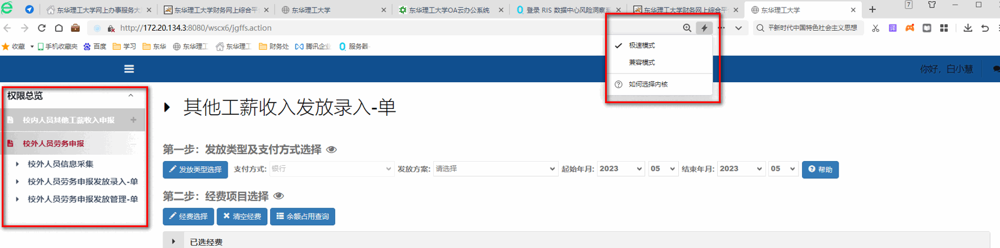 东华理工大学网上办事服务大
东华理工大学财务网上综合平
东华理工大学
东华理工大学OA云办公系统
登录 RIS 数据中心风险洞察系
东华理工大学财务网上综合平
东华理工大学
7
http://172.20.134.3:8080/wscx6/jgffs.action
平新时代中国特色社会主义思想
收藏
手机收藏夹
百度
学习
东华
东华理工
东华理工
财务处
腾讯企业
服务器-
极速模式
兼容模式
如何选择内核
你好，白小慧
权限总览
校内人员其他工薪收入申报
校外人员劳务申报
校外人员信息采集
校外人员劳务申报发放录入-单
校外人员劳务申报发放管理-单
其他工薪收入发放录入-单
第一步：发放类型及支付方式选择
发放类型选择 支付方式: 银行 发放方案: 请选择 起始年月: 2023 05 结束年月: 2023 05 帮助
第二步：经费项目选择
经费选择 清空经费 余额占用查询
已选经费